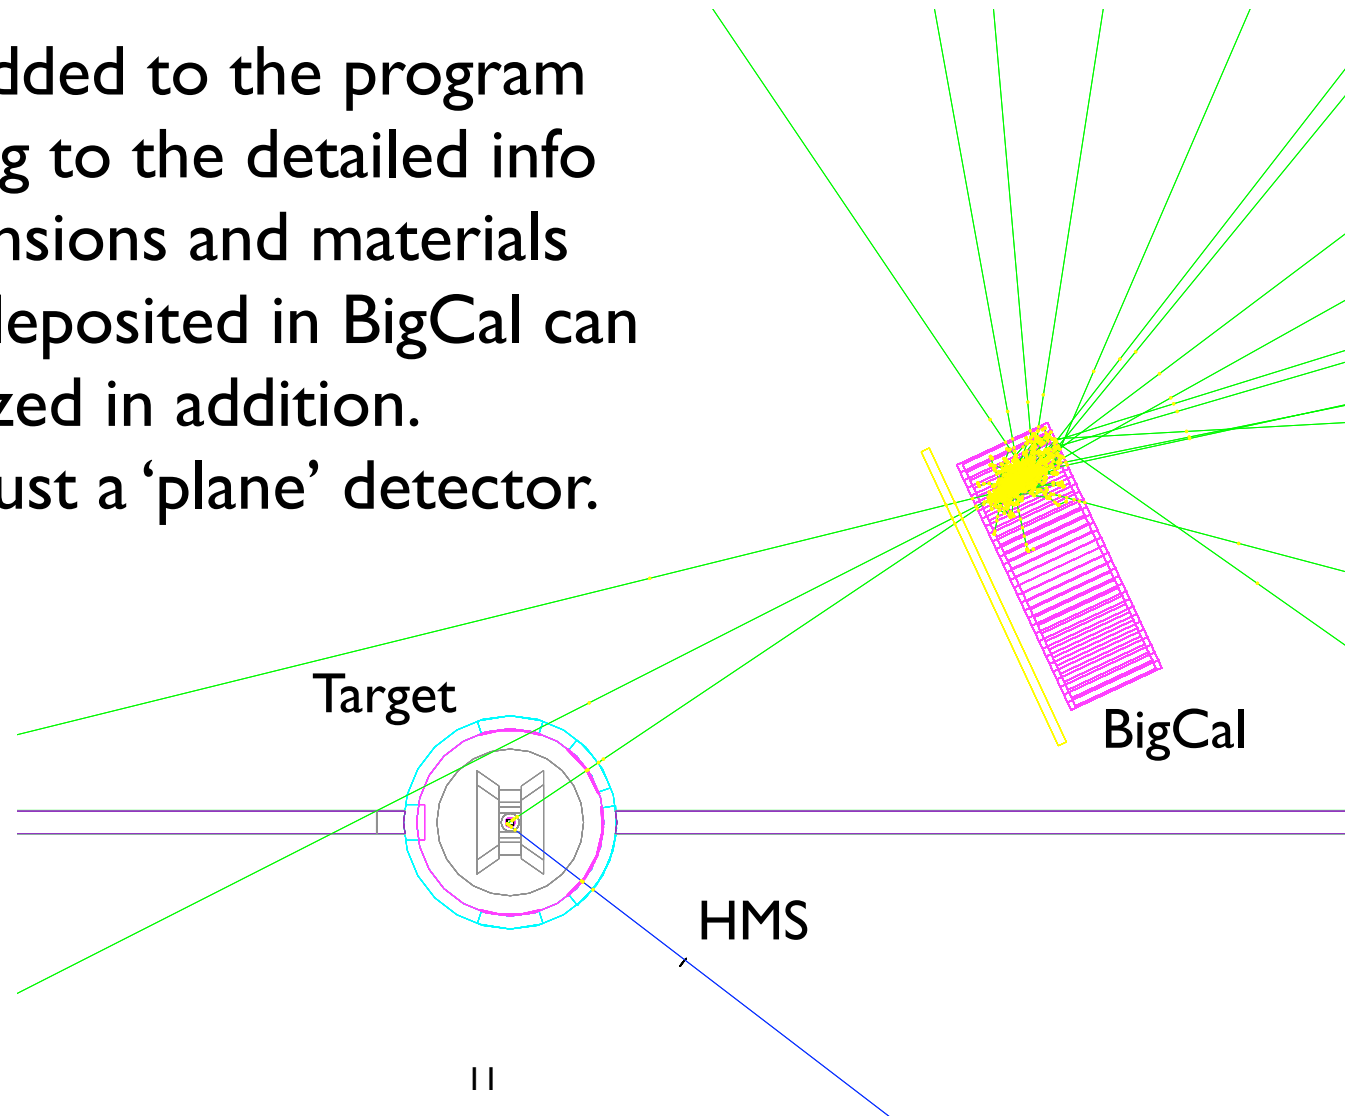 dded to the program
g to the detailed info
nsions and materials
deposited in BigCal can
zed in addition.
ust a ‘plane’ detector.
Target
BigCal
HMS
11